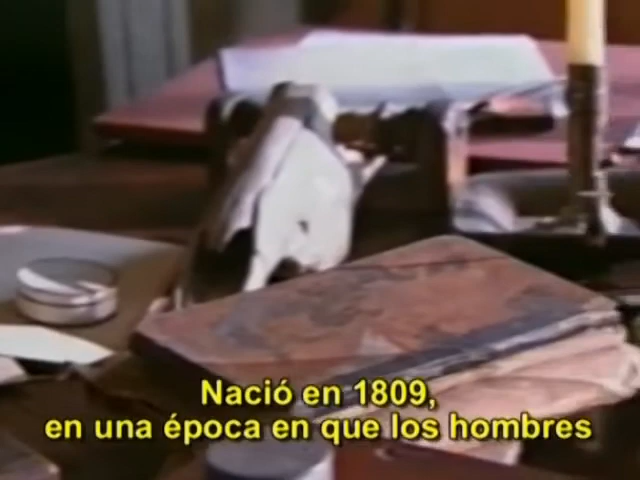 Nació en 1809,
en una época en que los hombres